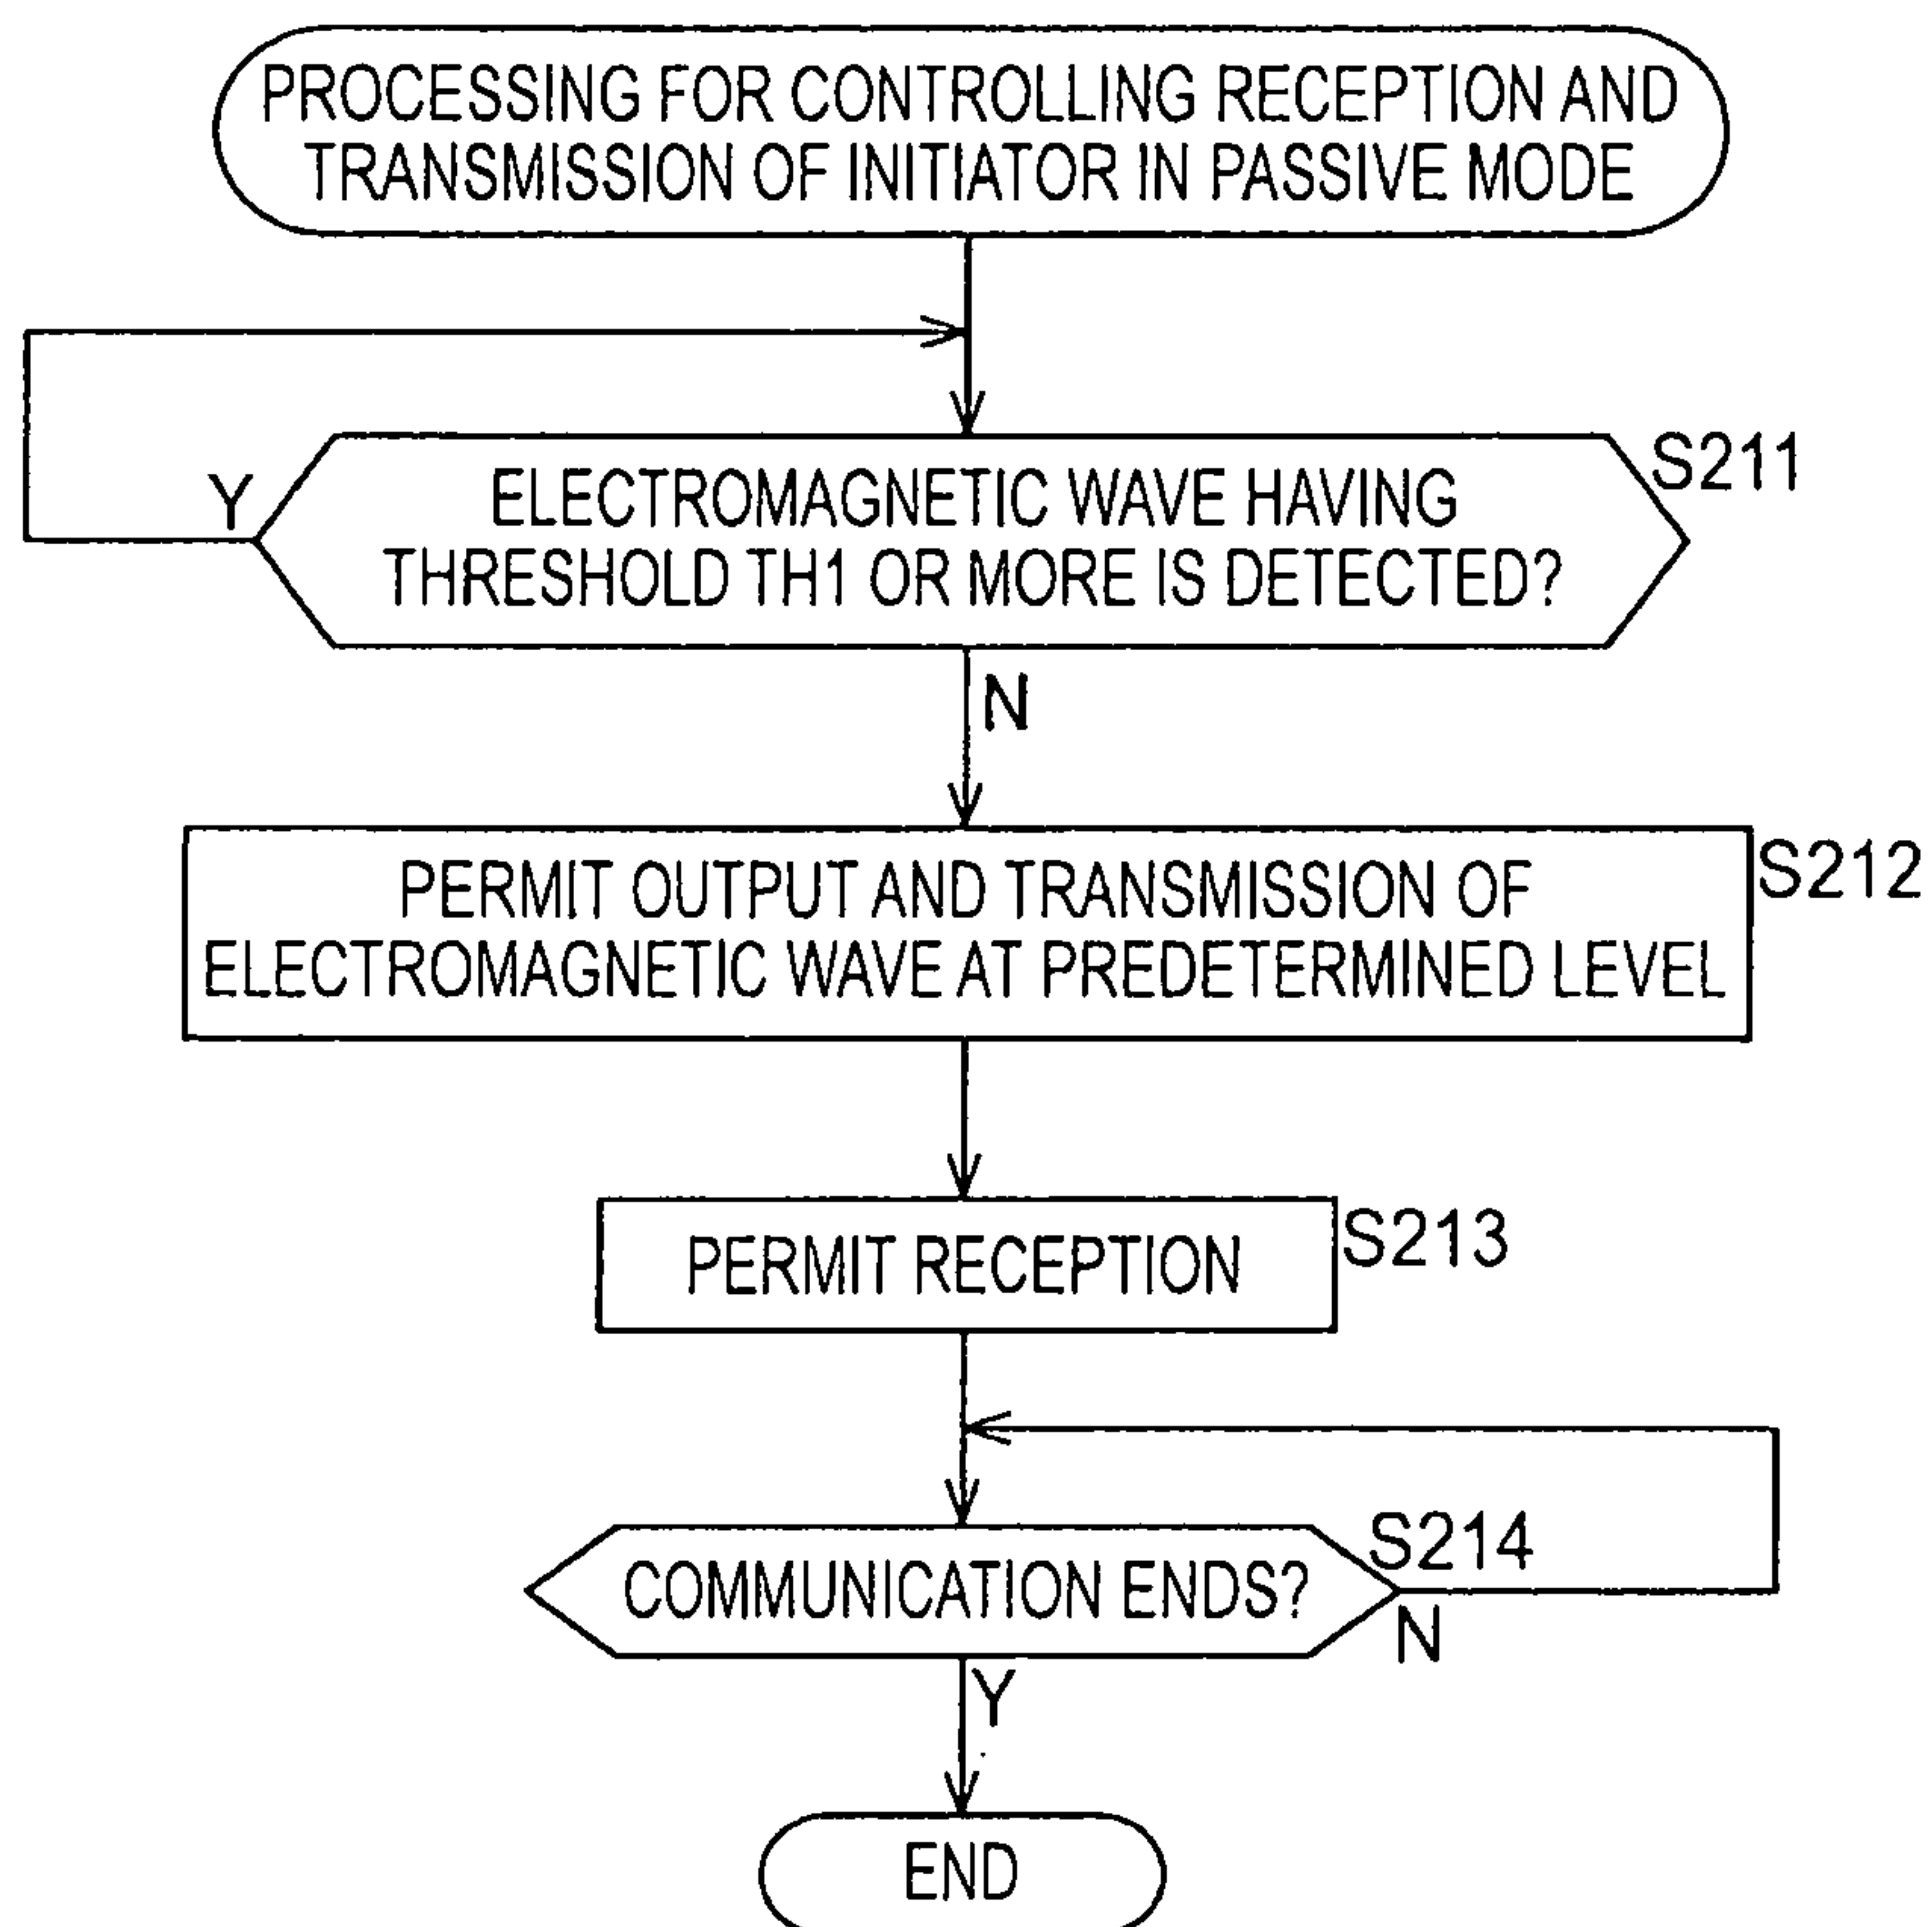 PROCESSING FOR CONTROLLING RECEPTION AND
TRANSMISSION OF INITIATOR IN PASSIVE MODE
S211
Y
ELECTROMAGNETIC WAVE HAVING
THRESHOLD TH1 OR MORE IS DETECTED?
N
S212
PERMIT OUTPUT AND TRANSMISSION OF
ELECTROMAGNETIC WAVE AT PREDETERMINED LEVEL
S213
PERMIT RECEPTION
S214
COMMUNICATION ENDS?
N
Y
END